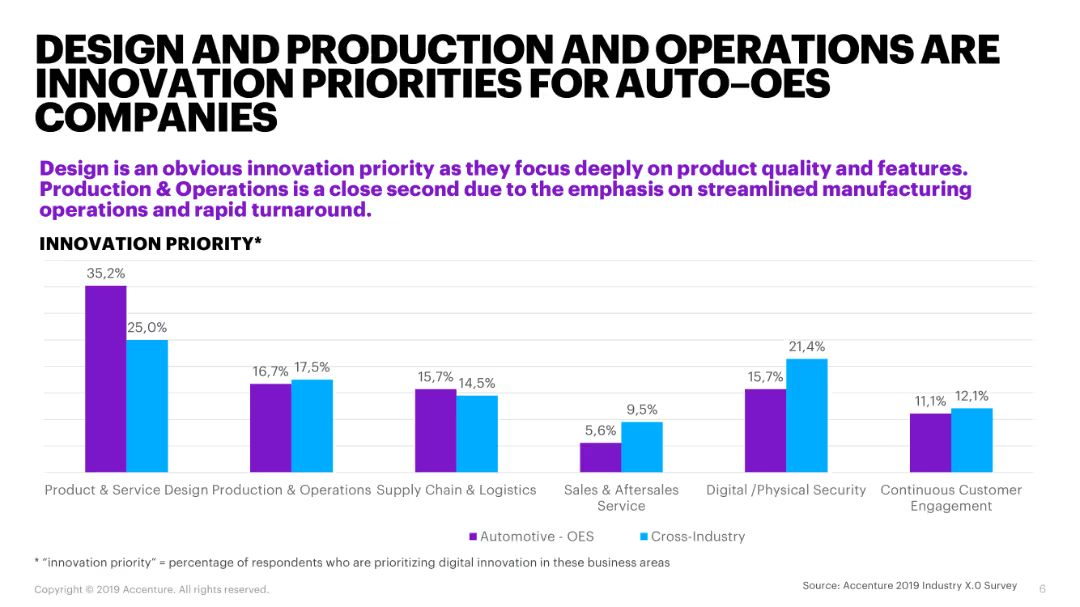 DESIGN AND PRODUCTION AND OPERATIONS ARE
INNOVATION PRIORITIES FOR AUTO–OES
COMPANIES
Design is an obvious innovation priority as they focus deeply on product quality and features.
Production & Operations is a close second due to the emphasis on streamlined manufacturing
operations and rapid turnaround.
INNOVATION PRIORITY*
35,2%
25,0%
16,7%
17,5%
15,7%
14,5%
5,6%
9,5%
15,7%
21,4%
11,1%
12,1%
Product & Service Design
Production & Operations
Supply Chain & Logistics
Sales & Aftersales
Service
Digital /Physical Security
Continuous Customer
Engagement
Automotive - OES
Cross-Industry
* “innovation priority” = percentage of respondents who are prioritizing digital innovation in these business areas
Copyright © 2019 Accenture. All rights reserved.
Source: Accenture 2019 Industry X.0 Survey
6